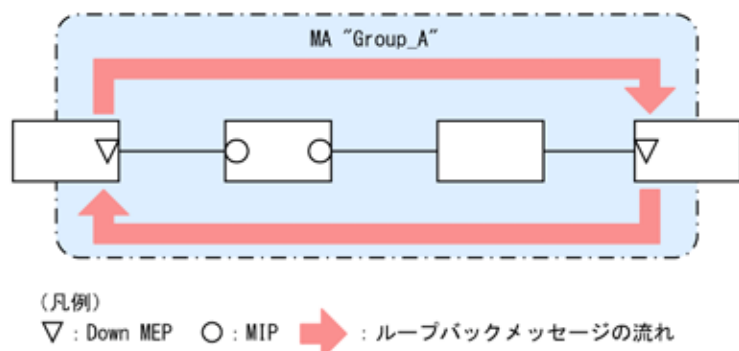 MA "Group_A"
(凡例)
▽ : Down MEP ○ : MIP ➡ : ループバックメッセージの流れ